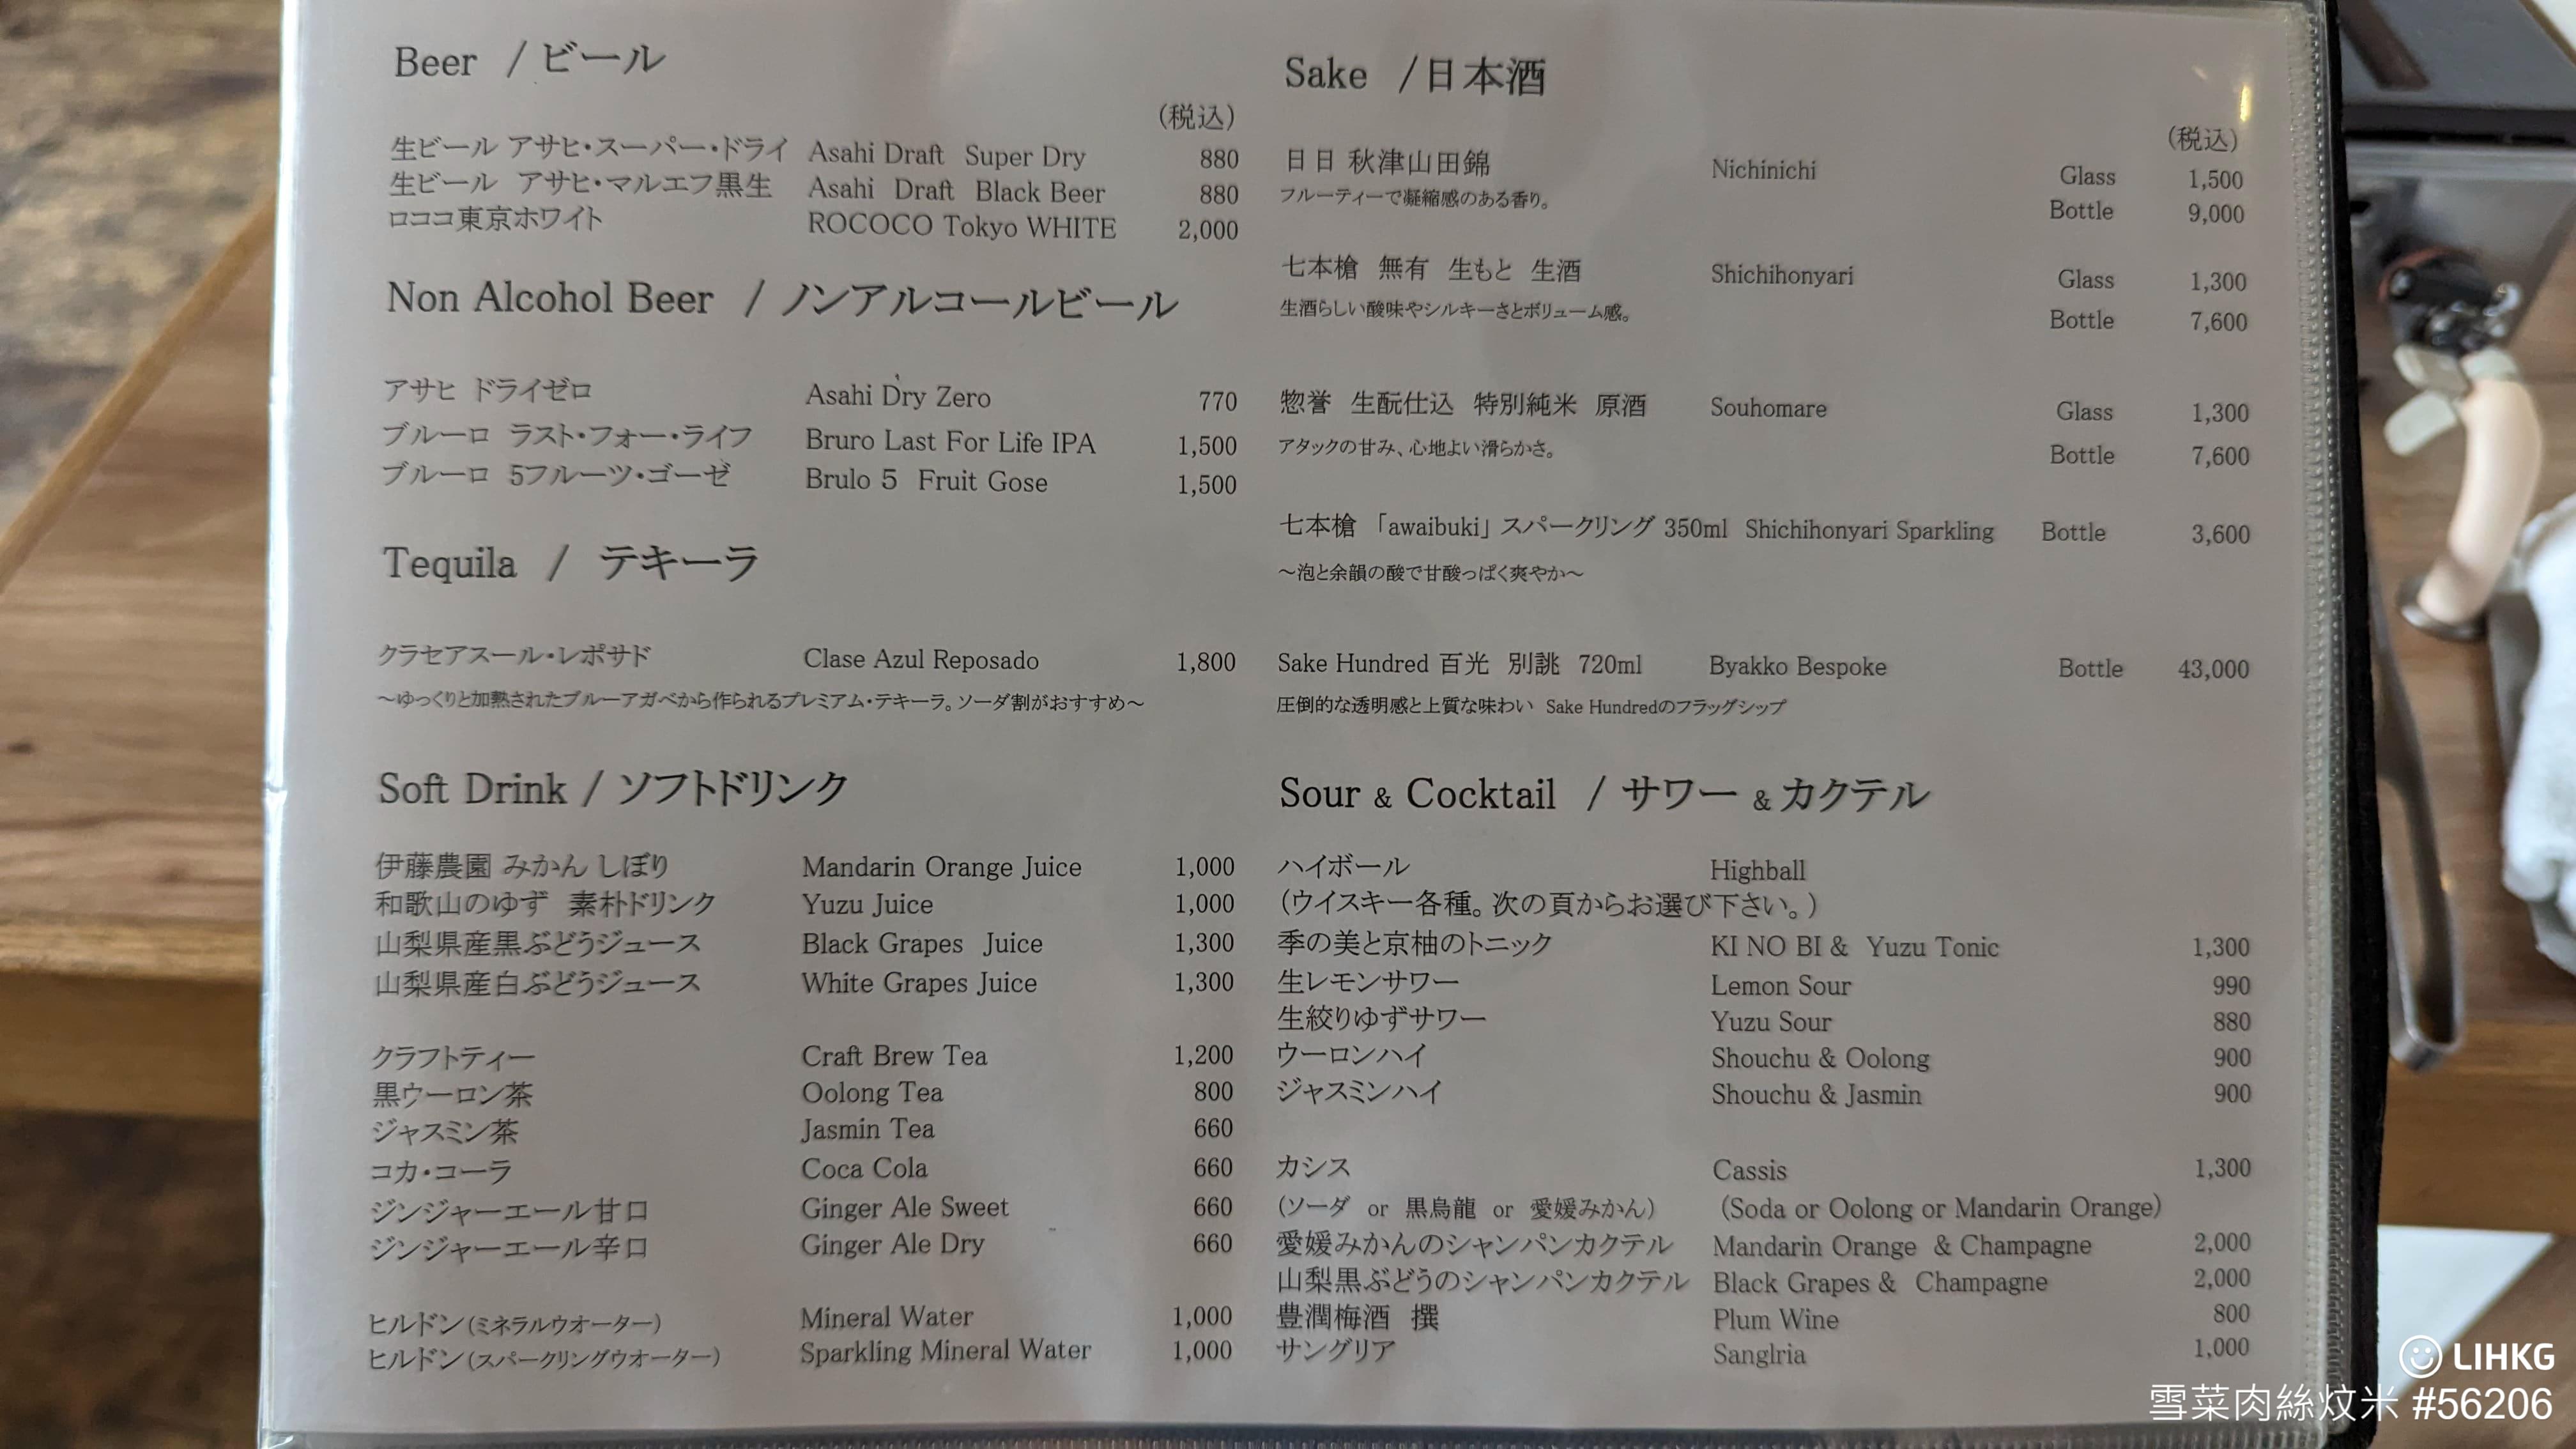 Beer / ビール
(税込)
生ビール アサヒ・スーパー・ドライ Asahi Draft Super Dry 880
生ビール アサヒ・マルエフ黒生 Asahi Draft Black Beer 880
ロココ東京ホワイト ROCOCO Tokyo WHITE 2,000
Non Alcohol Beer / ノンアルコールビール
アサヒ ドライゼロ Asahi Dry Zero 770
ブルーロ ラスト・フォー・ライフ Bruro Last For Life IPA 1,500
ブルーロ 5フルーツ・ゴーゼ Brulo 5 Fruit Gose 1,500
Tequila / テキーラ
クラセアスール・レポサド Clase Azul Reposado 1,800
～ゆっくりと加熱されたブルーアガベから作られるプレミアム・テキーラ。ソーダ割がおすすめ～
Soft Drink / ソフトドリンク
伊藤農園 みかん しぼり Mandarin Orange Juice 1,000
和歌山のゆず 素朴ドリンク Yuzu Juice 1,000
山梨県産黒ぶどうジュース Black Grapes Juice 1,300
山梨県産白ぶどうジュース White Grapes Juice 1,300
クラフトティー Craft Brew Tea 1,200
黒ウーロン茶 Oolong Tea 800
ジャスミン茶 Jasmin Tea 660
コカ・コーラ Coca Cola 660
ジンジャーエール甘口 Ginger Ale Sweet 660
ジンジャーエール辛口 Ginger Ale Dry 660
ヒルドン(ミネラルウオーター) Mineral Water 1,000
ヒルドン(スパークリングウオーター) Sparkling Mineral Water 1,000
Sake / 日本酒
(税込)
日日 秋津山田錦 Nichinichi Glass 1,500
フルーティーで凝縮感のある香り。 Bottle 9,000
七本槍 無有 生もと 生酒 Shichihonyari Glass 1,300
生酒らしい酸味やシルキーさとボリューム感。 Bottle 7,600
惣誉 生酛仕込 特別純米 原酒 Souhomare Glass 1,300
アタックの甘み、心地よい滑らかさ。 Bottle 7,600
七本槍 「awaibuki」 スパークリング 350ml Shichihonyari Sparkling Bottle 3,600
～泡と余韻の酸で甘酸っぱく爽やか～
Sake Hundred 百光 別誂 720ml Byakko Bespoke Bottle 43,000
圧倒的な透明感と上質な味わい Sake Hundredのフラッグシップ
Sour & Cocktail / サワー & カクテル
ハイボール Highball
(ウイスキー各種。次の頁からお選び下さい。)
季の美と京柚のトニック KI NO BI & Yuzu Tonic 1,300
生レモンサワー Lemon Sour 990
生絞りゆずサワー Yuzu Sour 880
ウーロンハイ Shouchu & Oolong 900
ジャスミンハイ Shouchu & Jasmin 900
カシス Cassis 1,300
(ソーダ or 黒烏龍 or 愛媛みかん) (Soda or Oolong or Mandarin Orange)
愛媛みかんのシャンパンカクテル Mandarin Orange & Champagne 2,000
山梨黒ぶどうのシャンパンカクテル Black Grapes & Champagne 2,000
豊潤梅酒 撰 Plum Wine 800
サングリア Sanglria 1,000
LIHKG
雪菜肉絲炆米 #56206